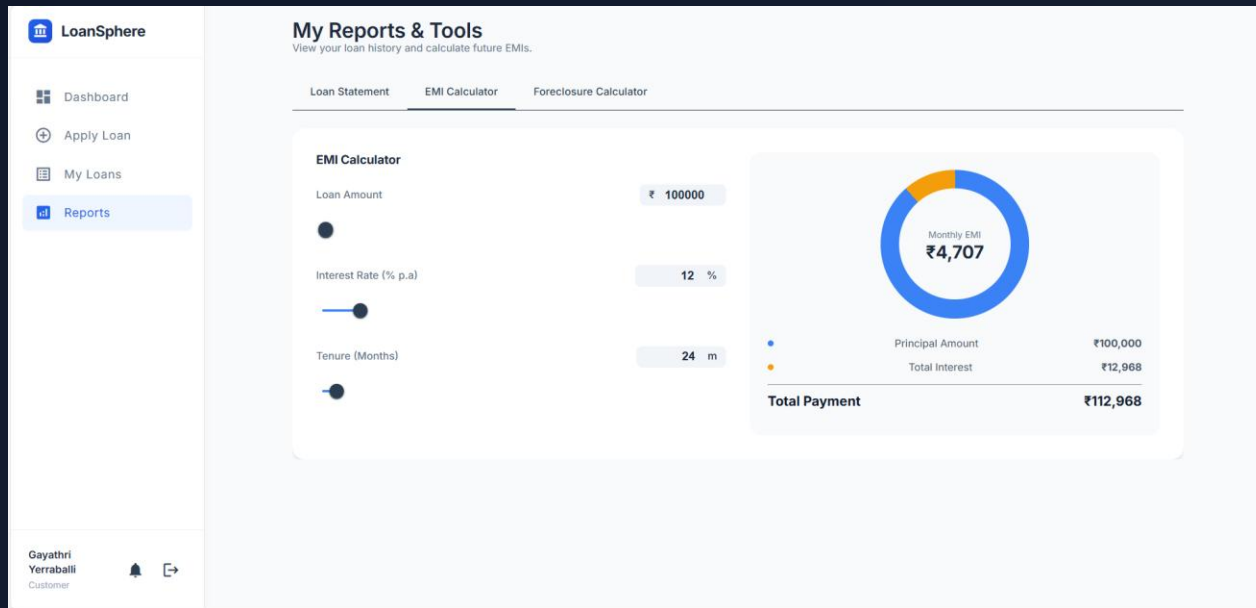 LoanSphere
Dashboard
Apply Loan
My Loans
Reports
Gayathri
Yerraballi
Customer
My Reports & Tools
View your loan history and calculate future EMIs.
Loan Statement EMI Calculator Foreclosure Calculator
EMI Calculator
Loan Amount ₹ 100000
Interest Rate (% p.a) 12 %
Tenure (Months) 24 m
Monthly EMI
₹4,707
Principal Amount ₹100,000
Total Interest ₹12,968
Total Payment ₹112,968